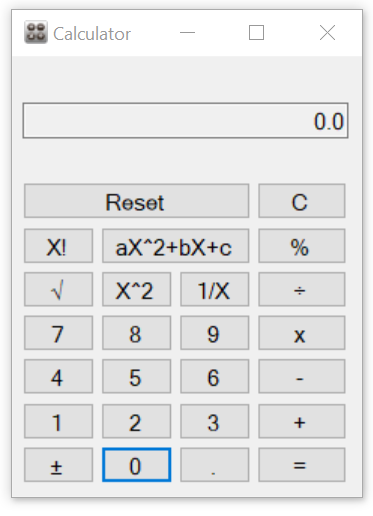 Calculator
0.0
Reset C
X! aX^2+bX+c %
√ X^2 1/X ÷
7 8 9 x
4 5 6 -
1 2 3 +
± 0 . =